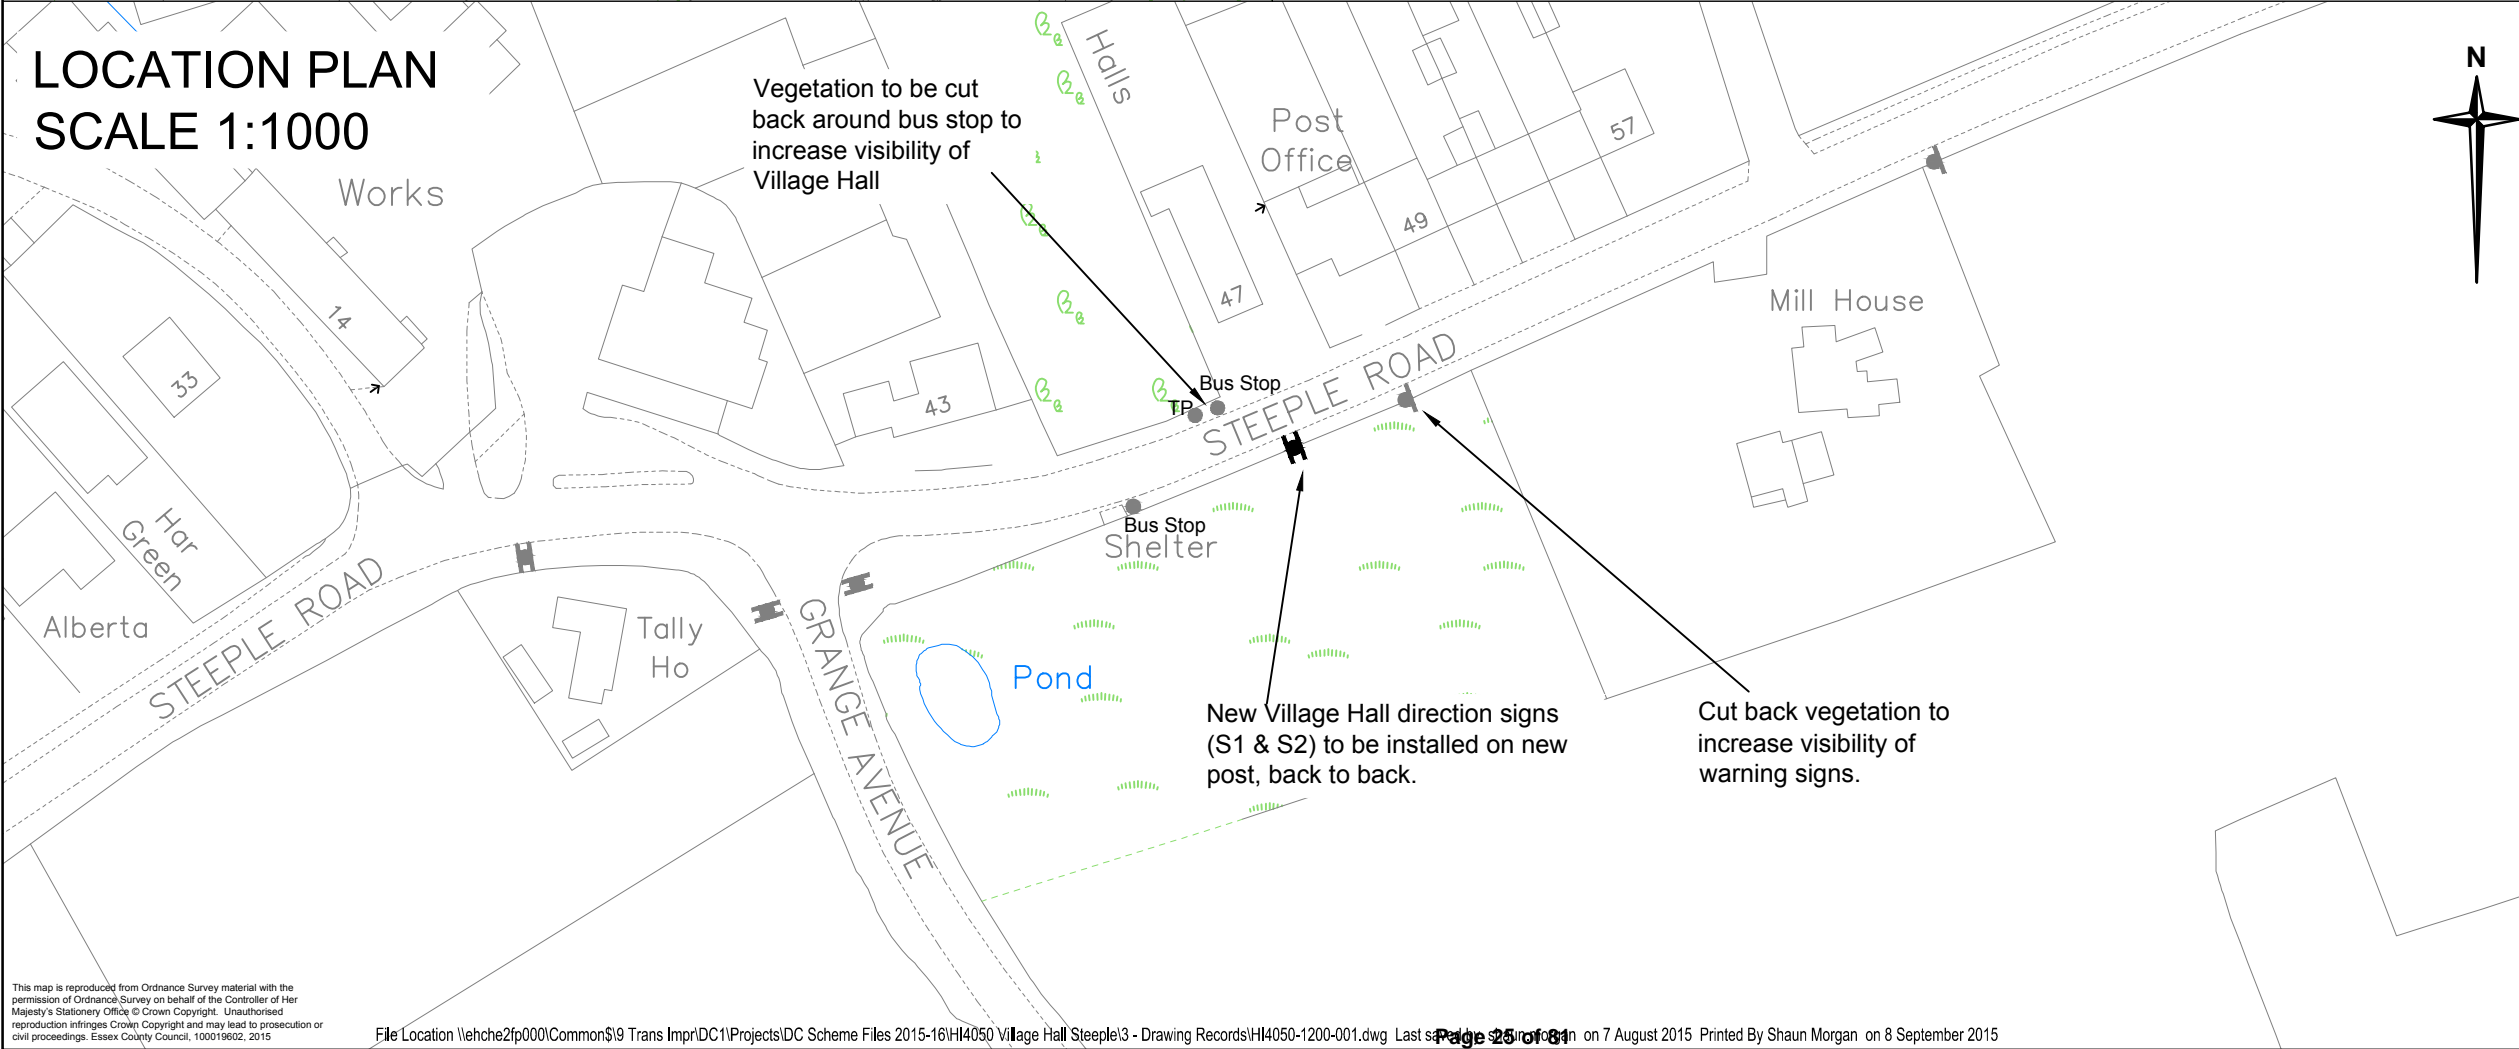 LOCATION PLAN
SCALE 1:1000
N
Vegetation to be cut
back around bus stop to
increase visibility of
Village Hall
Halls
Post
Office
57
49
47
Works
14
33
43
Mill House
Bus Stop
TP
STEEPLE ROAD
Bus Stop
Shelter
Har
Green
Alberta
STEEPLE ROAD
Tally
Ho
GRANGE AVENUE
Pond
New Village Hall direction signs
(S1 & S2) to be installed on new
post, back to back.
Cut back vegetation to
increase visibility of
warning signs.
This map is reproduced from Ordnance Survey material with the
permission of Ordnance Survey on behalf of the Controller of Her
Majesty's Stationery Office © Crown Copyright. Unauthorised
reproduction infringes Crown Copyright and may lead to prosecution or
civil proceedings. Essex County Council, 100019602, 2015
File Location \\ehche2fp000\Common$\9 Trans Impr\DC1\Projects\DC Scheme Files 2015-16\HI4050 Village Hall Steeple\3 - Drawing Records\HI4050-1200-001.dwg Last saved by shaun.morgan on 7 August 2015 Printed By Shaun Morgan on 8 September 2015
Page 25 of 81